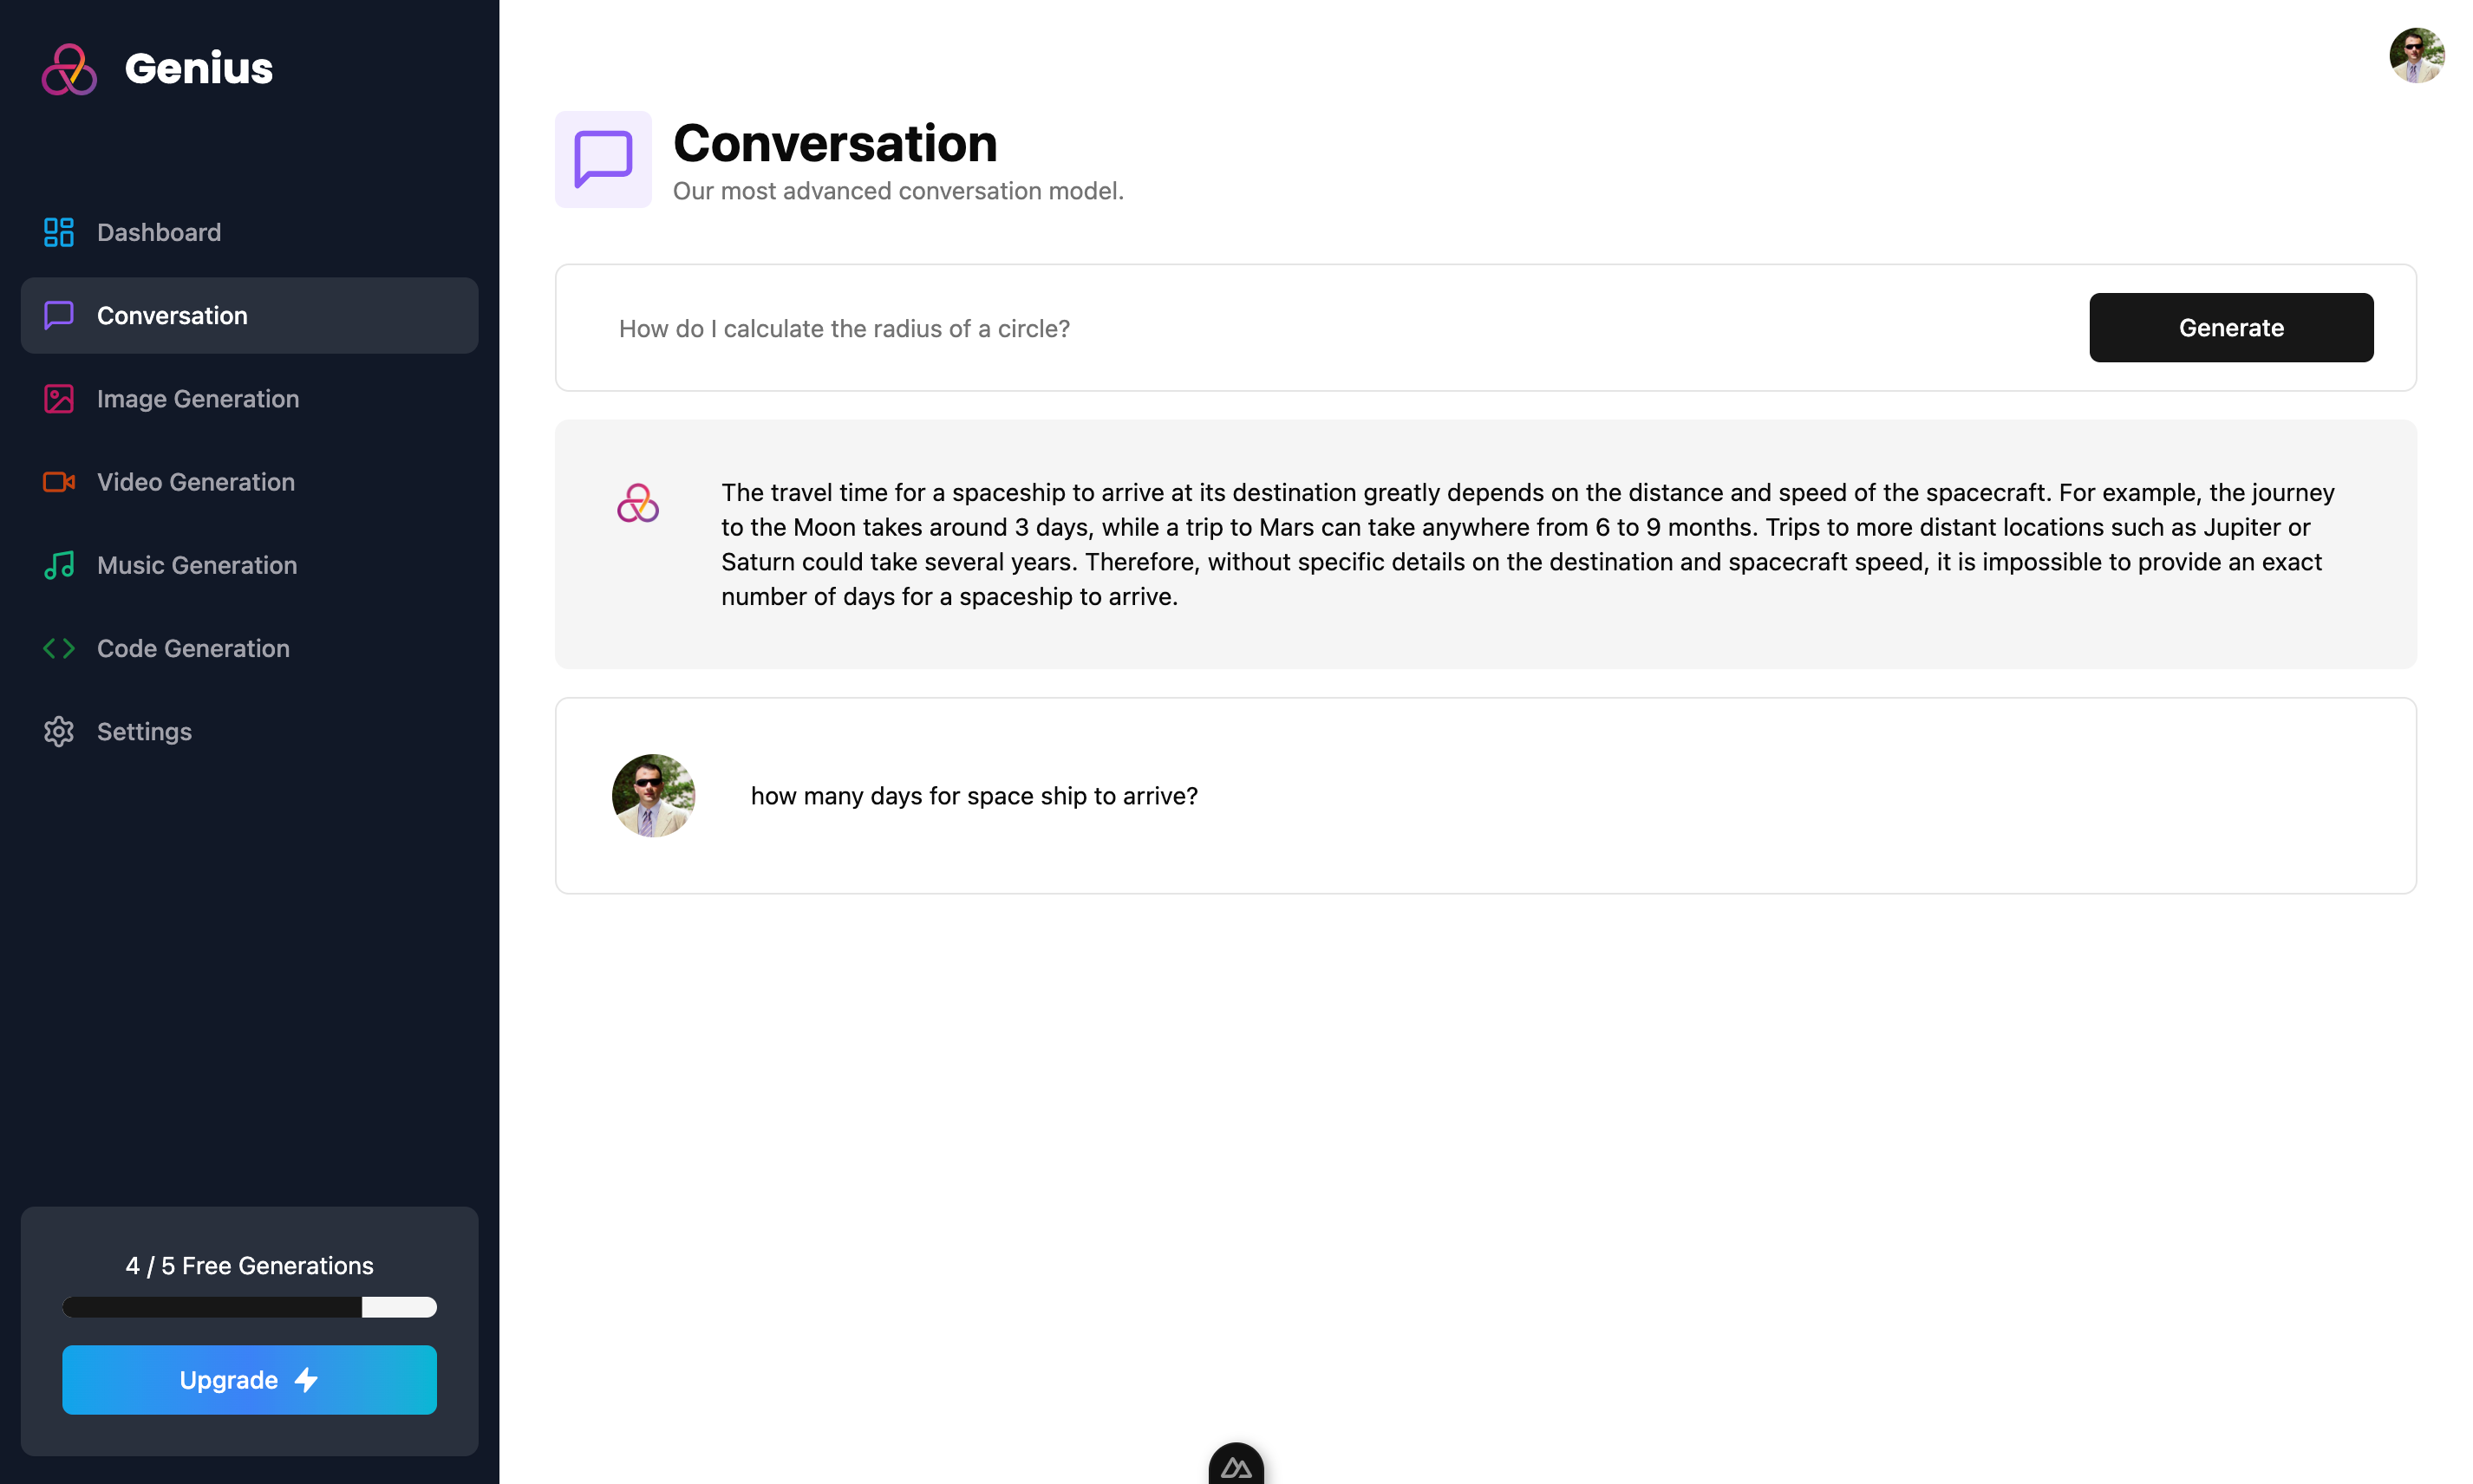 Genius
Dashboard
Conversation
Image Generation
Video Generation
Music Generation
Code Generation
Settings
4 / 5 Free Generations
Upgrade
Conversation
Our most advanced conversation model.
How do I calculate the radius of a circle?
Generate
The travel time for a spaceship to arrive at its destination greatly depends on the distance and speed of the spacecraft. For example, the journey
to the Moon takes around 3 days, while a trip to Mars can take anywhere from 6 to 9 months. Trips to more distant locations such as Jupiter or
Saturn could take several years. Therefore, without specific details on the destination and spacecraft speed, it is impossible to provide an exact
number of days for a spaceship to arrive.
how many days for space ship to arrive?